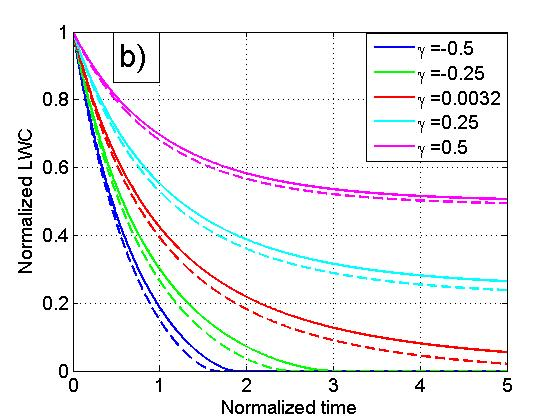 b)
γ=-0.5
γ=-0.25
γ=0.0032
γ=0.25
γ=0.5
Normalized LWC
1
0.8
0.6
0.4
0.2
0
0 1 2 3 4 5
Normalized time